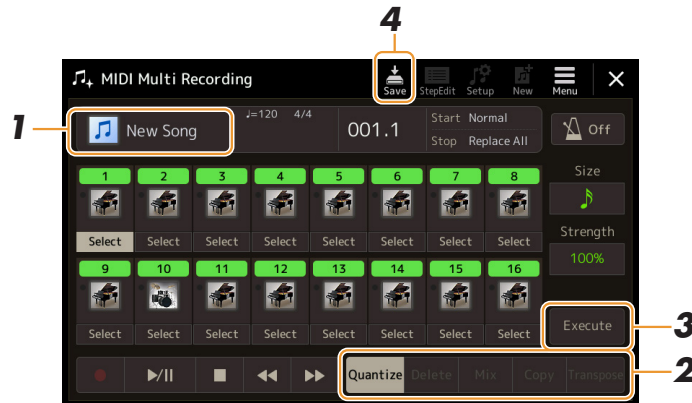 4
MIDI Multi Recording
Save StepEdit Setup New Menu
1
New Song ♩=120 4/4 001.1 Start Normal
Stop Replace All
Off
1 2 3 4 5 6 7 8
Size
Select Select Select Select Select Select Select Select
Strength
100%
9 10 11 12 13 14 15 16
Select Select Select Select Select Select Select Select
Execute
3
Quantize Delete Mix Copy Transpose
2